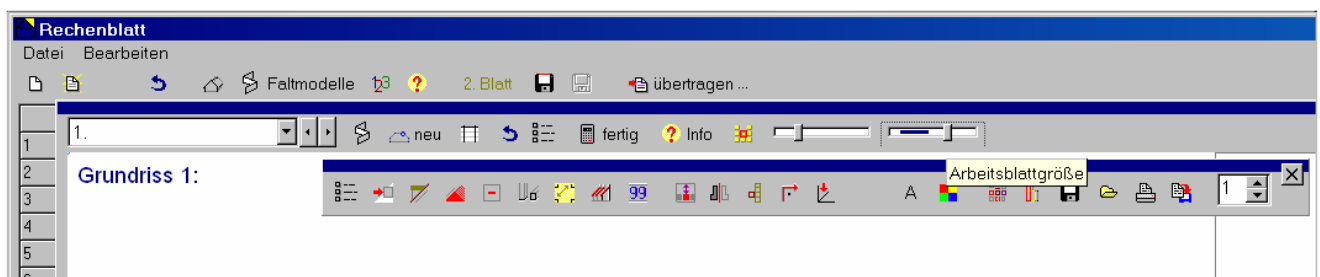 Rechenblatt
Datei Bearbeiten
Faltmodelle 123 ? 2. Blatt übertragen ...
1. neu fertig ? Info
1
2 Grundriss 1: Arbeitsblattgröße
3 99 A 1
4
5